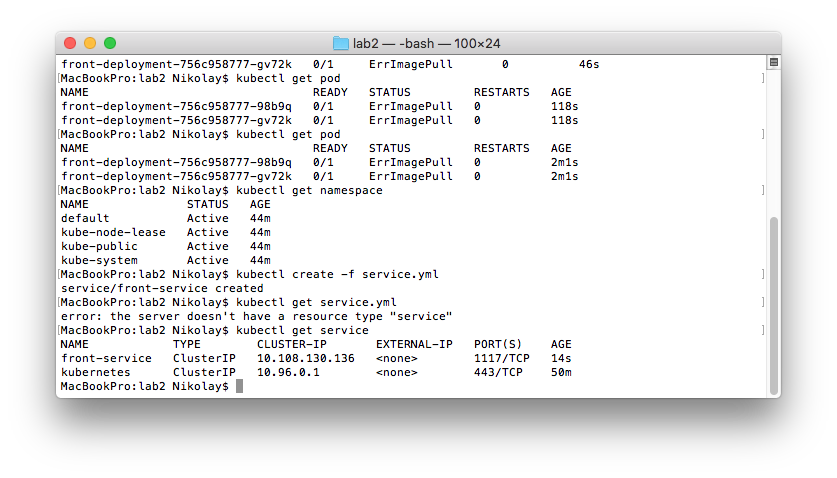 lab2 — -bash — 100×24
front-deployment-756c958777-gv72k   0/1     ErrImagePull       0          46s
[MacBookPro:lab2 Nikolay$ kubectl get pod                                                           ]
NAME                                READY   STATUS         RESTARTS   AGE
front-deployment-756c958777-98b9q   0/1     ErrImagePull   0          118s
front-deployment-756c958777-gv72k   0/1     ErrImagePull   0          118s
[MacBookPro:lab2 Nikolay$ kubectl get pod                                                           ]
NAME                                READY   STATUS         RESTARTS   AGE
front-deployment-756c958777-98b9q   0/1     ErrImagePull   0          2m1s
front-deployment-756c958777-gv72k   0/1     ErrImagePull   0          2m1s
[MacBookPro:lab2 Nikolay$ kubectl get namespace                                                     ]
NAME              STATUS   AGE
default           Active   44m
kube-node-lease   Active   44m
kube-public       Active   44m
kube-system       Active   44m
[MacBookPro:lab2 Nikolay$ kubectl create -f service.yml                                             ]
service/front-service created
[MacBookPro:lab2 Nikolay$ kubectl get service.yml                                                   ]
error: the server doesn't have a resource type "service"
[MacBookPro:lab2 Nikolay$ kubectl get service                                                       ]
NAME            TYPE        CLUSTER-IP       EXTERNAL-IP   PORT(S)    AGE
front-service   ClusterIP   10.108.130.136   <none>        1117/TCP   14s
kubernetes      ClusterIP   10.96.0.1        <none>        443/TCP    50m
MacBookPro:lab2 Nikolay$